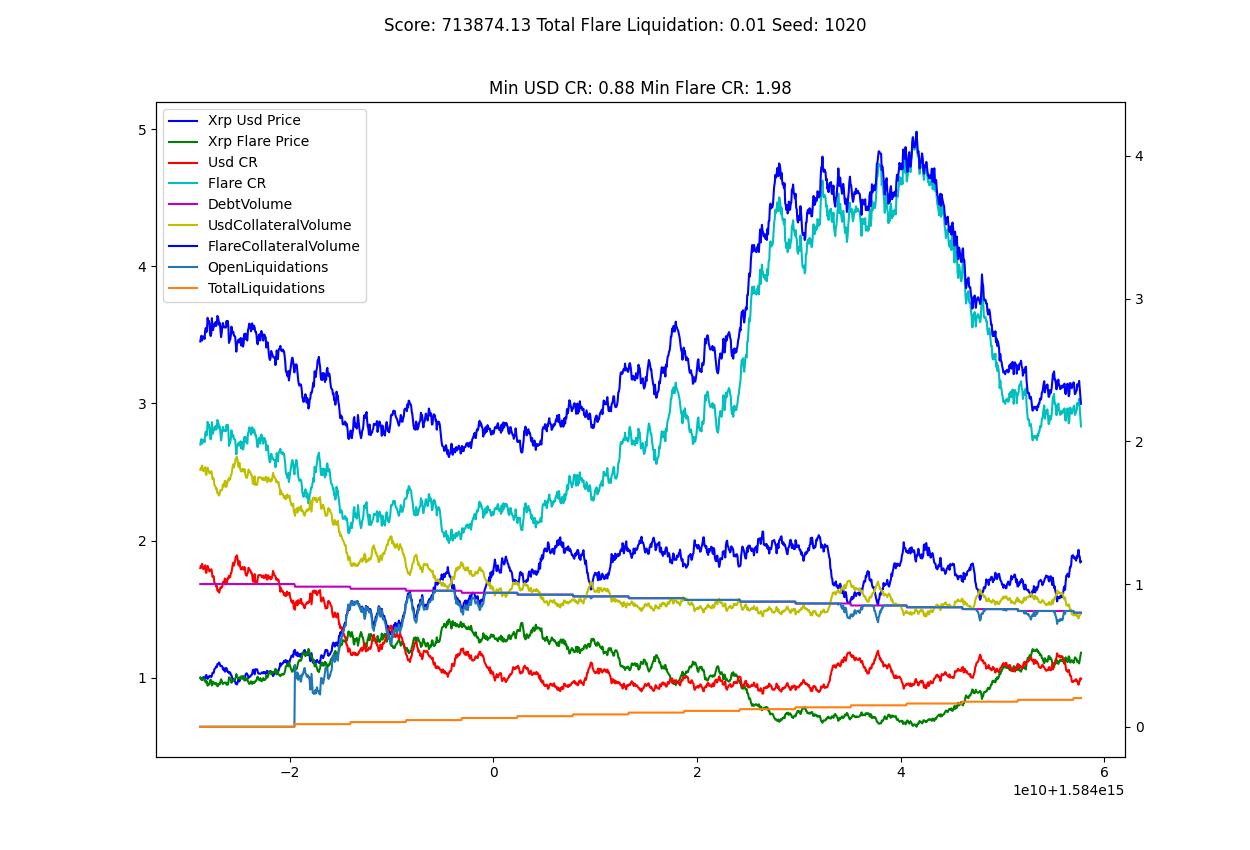 Score: 713874.13 Total Flare Liquidation: 0.01 Seed: 1020
Min USD CR: 0.88 Min Flare CR: 1.98
Xrp Usd Price
Xrp Flare Price
Usd CR
Flare CR
DebtVolume
UsdCollateralVolume
FlareCollateralVolume
OpenLiquidations
TotalLiquidations
5
4
3
2
1
4
3
2
1
0
−2
0
2
4
6
1e10+1.584e15